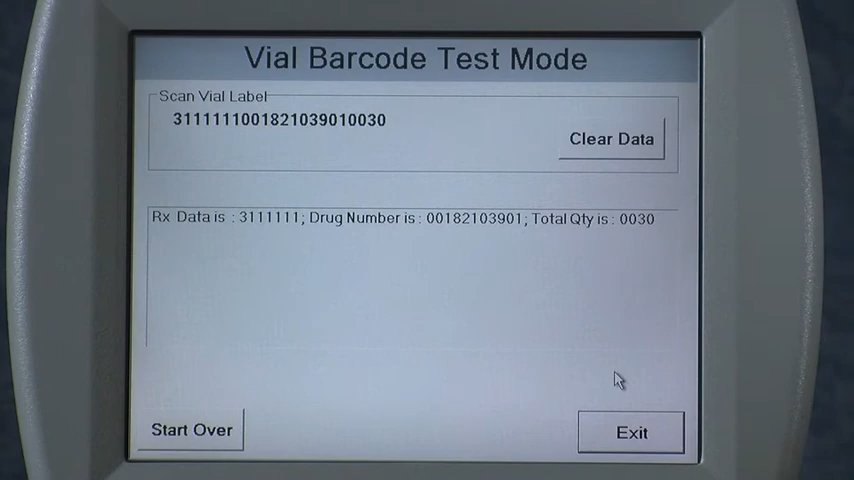 Vial Barcode Test Mode
Scan Vial Label
3111111001821039010030
Clear Data
Rx Data is : 3111111; Drug Number is : 00182103901; Total Qty is : 0030
Start Over
Exit